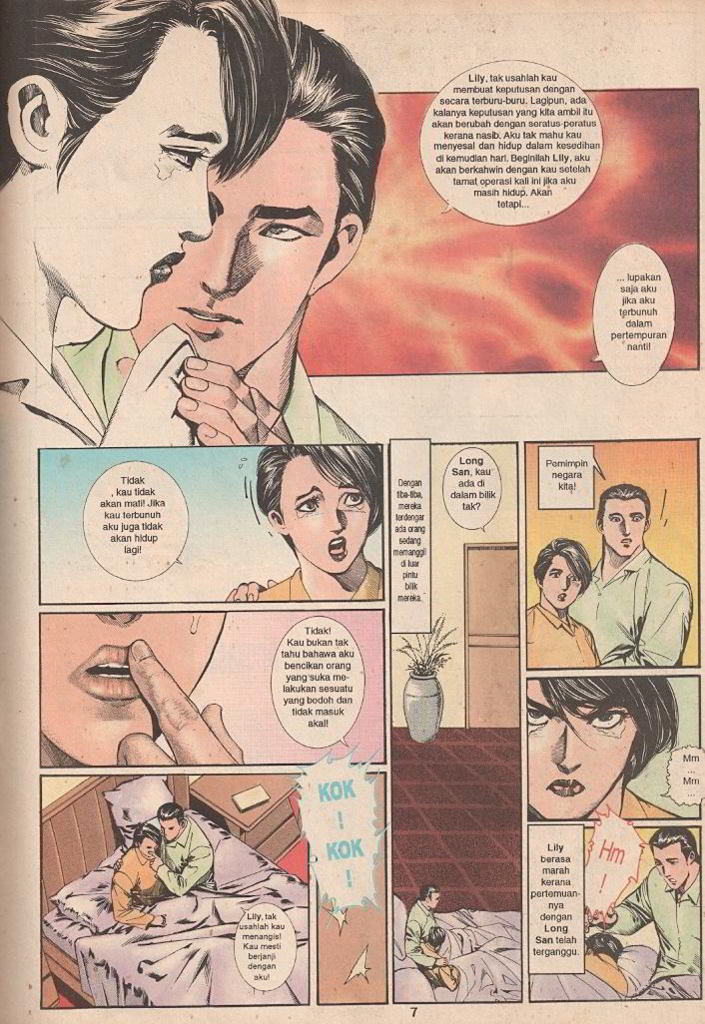 Lily, tak usahlah kau
membuat keputusan dengan
secara terburu-buru. Lagipun, ada
kalanya keputusan yang kita ambil itu
akan berubah dengan seratus-peratus
kerana nasib. Aku tak mahu kau
menyesal dan hidup dalam kesedihan
di kemudian hari. Beginilah Lily, aku
akan berkahwin dengan kau setelah
tamat operasi kali ini jika aku
masih hidup. Akan
tetapi...
... lupakan
saja aku
jika aku
terbunuh
dalam
pertempuran
nanti!
Tidak
, kau tidak
akan mati! Jika
kau terbunuh
aku juga tidak
akan hidup
lagi!
Tidak!
Kau bukan tak
tahu bahawa aku
bencikan orang
yang suka me-
lakukan sesuatu
yang bodoh dan
tidak masuk
akal!
Lily, tak
usahlah kau
menangis!
Kau mesti
berjanji
dengan
aku!
KOK
!
KOK
!
Dengan
tiba-tiba,
mereka
terdengar
ada orang
sedang
memanggil
di luar
pintu
bilik
mereka.
Long
San, kau
ada di
dalam bilik
tak?
Pemimpin
negara
kita!
Mm
...
Mm
...
Lily
berasa
marah
kerana
pertemuan-
nya
dengan
Long
San telah
terganggu.
Hm
!
7